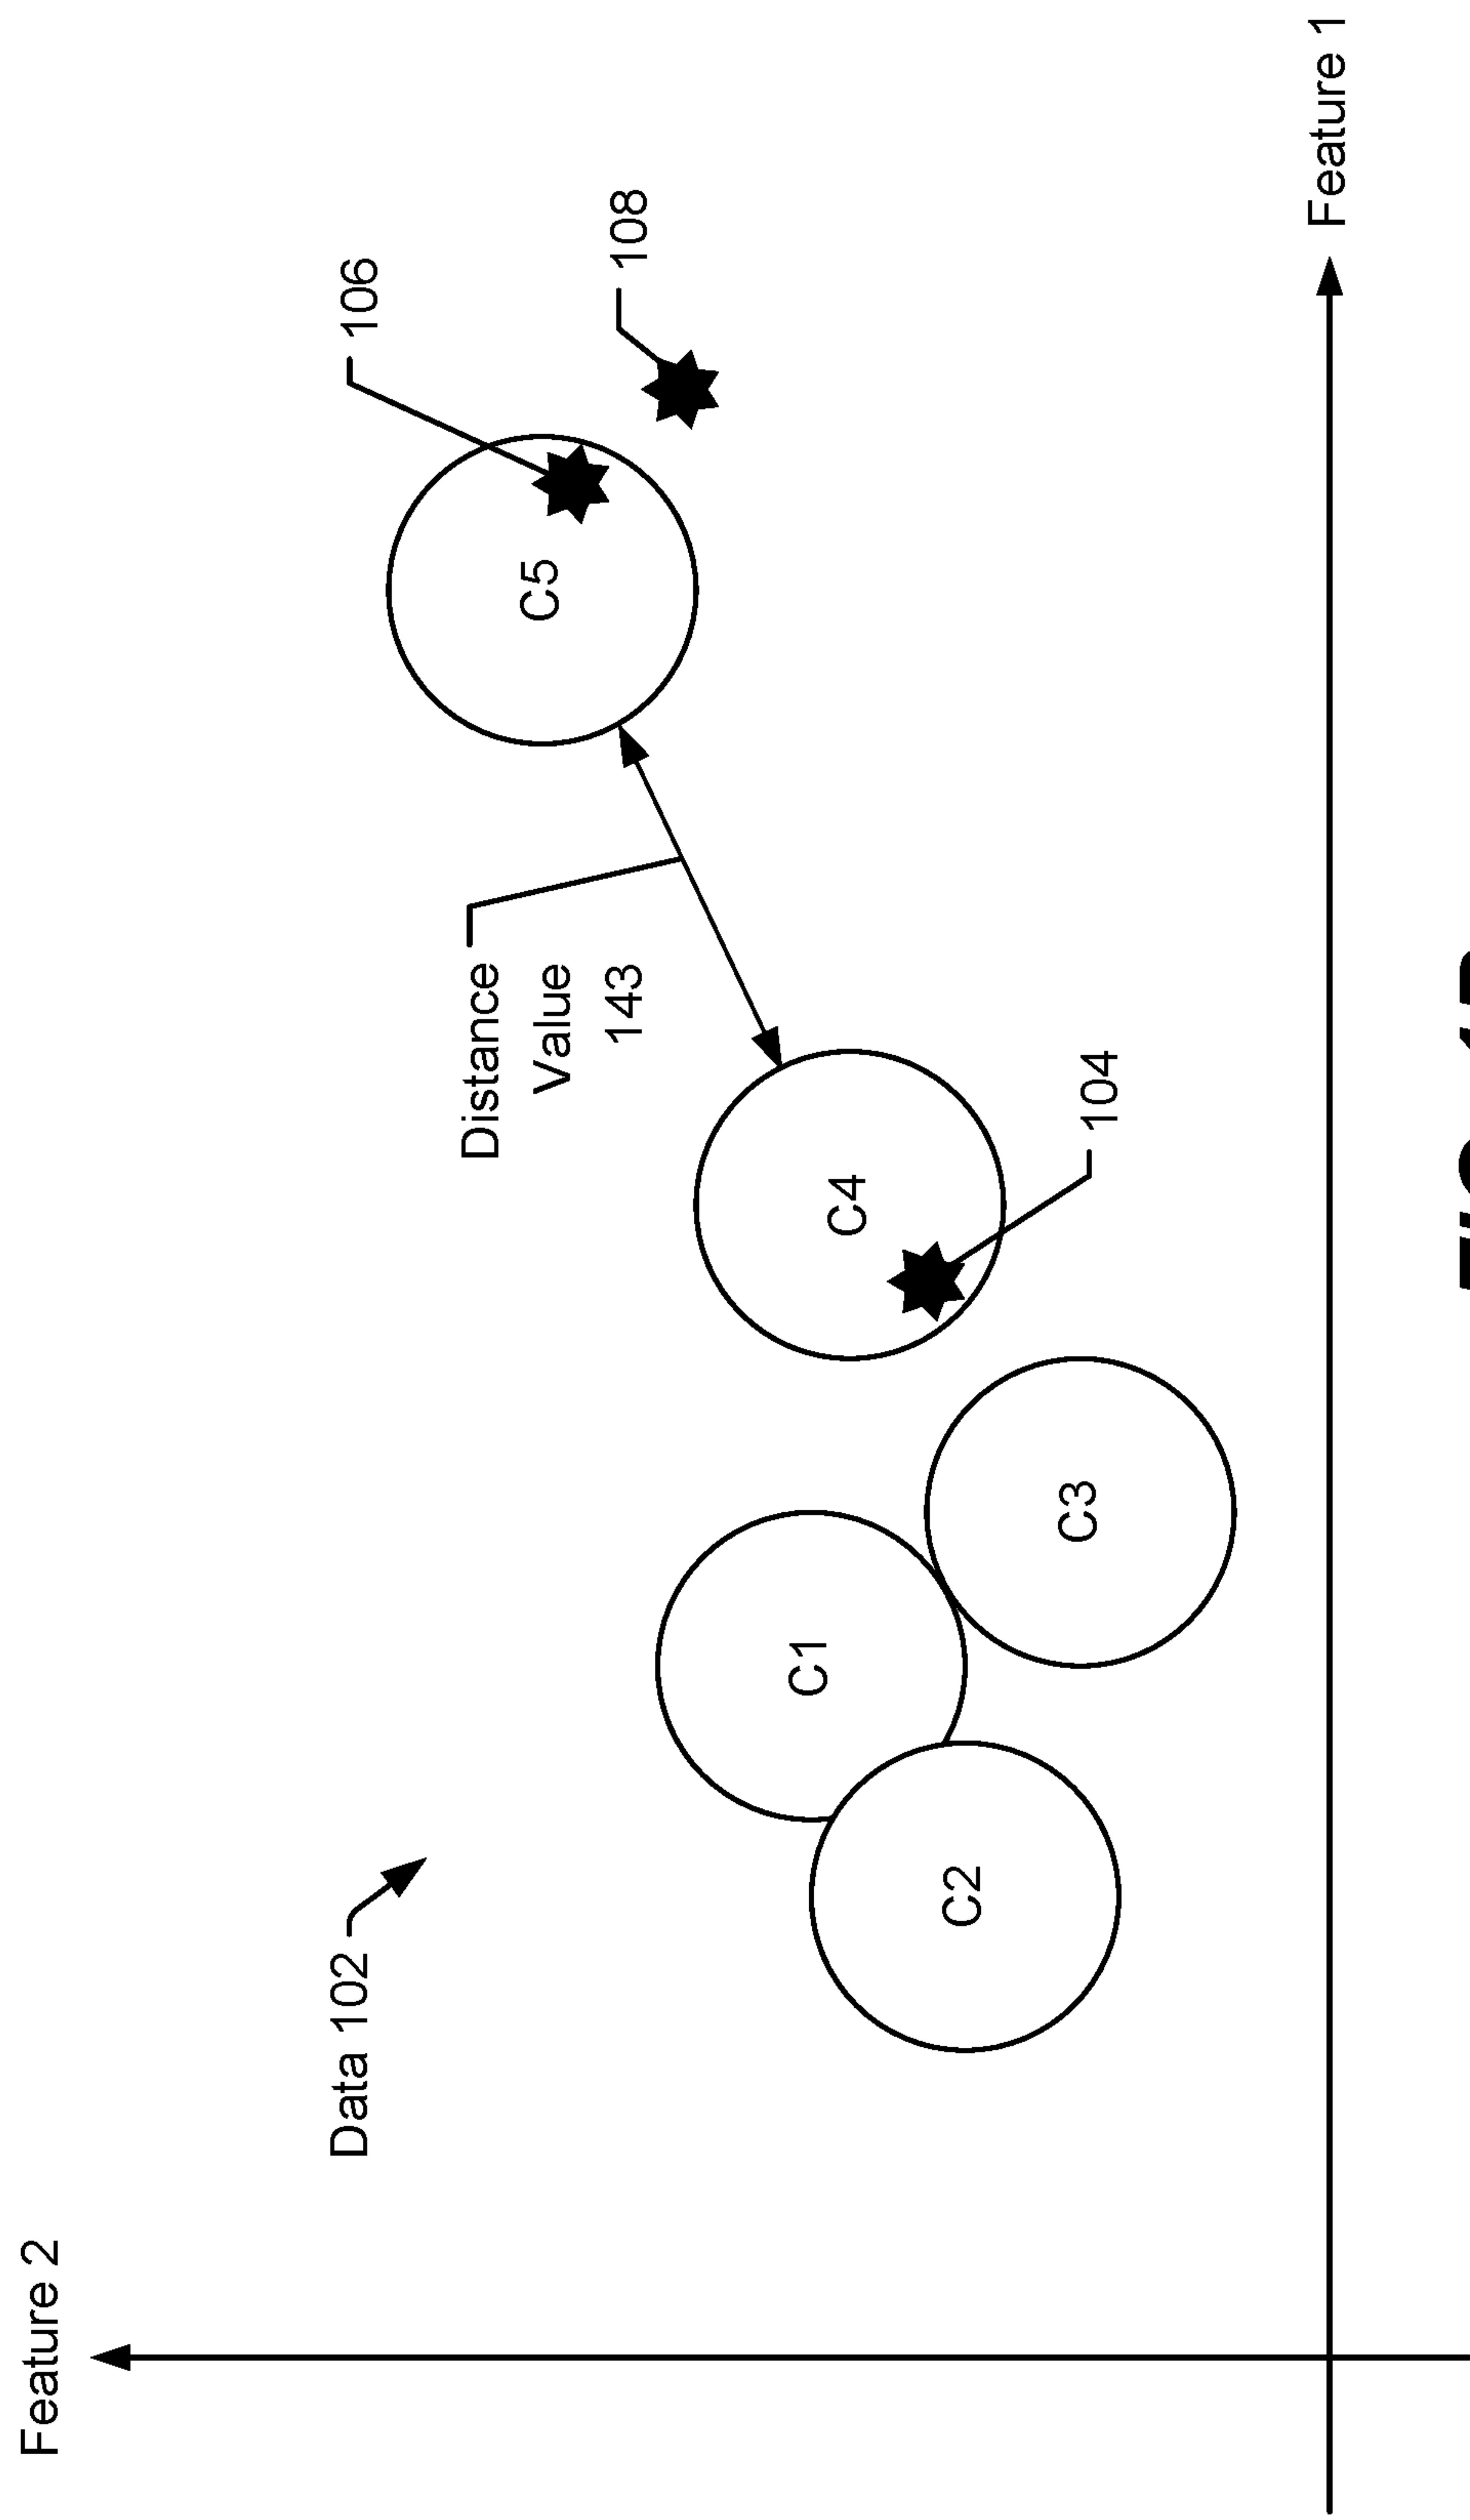 Feature 2
Data 102
106
108
Distance
Value
143
C5
C4
C1
C2
C3
104
Feature 1